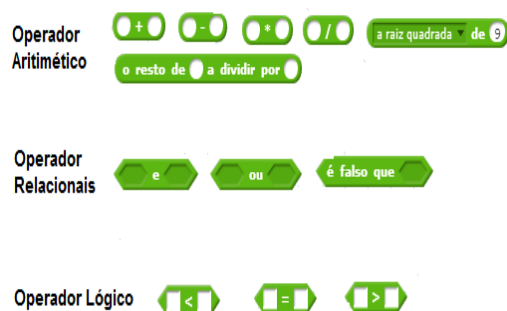 Operador Aritimético
+ - * / a raiz quadrada de 9
o resto de a dividir por
Operador Relacionais
e ou é falso que
Operador Lógico < = >